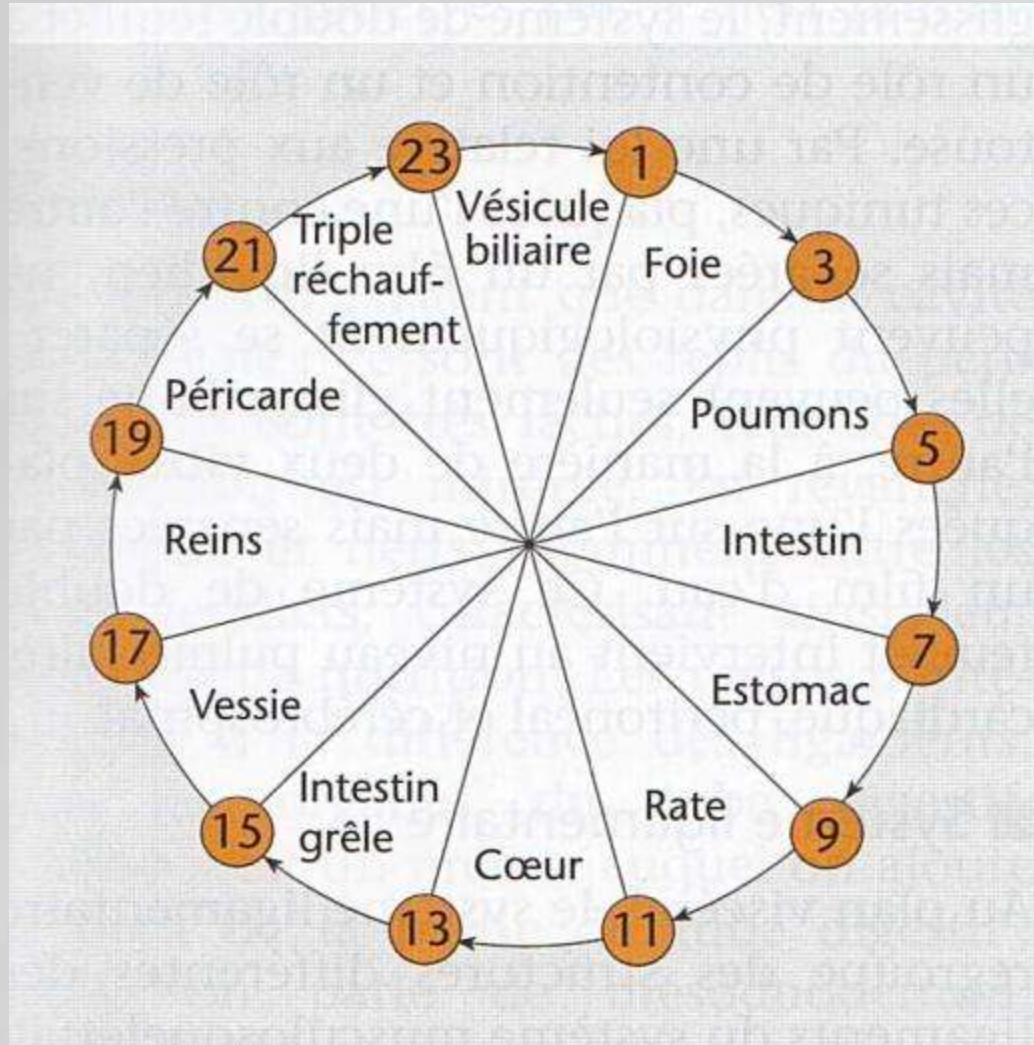 23
1
Vésicule
biliaire
Foie
3
Triple
réchauf-
fement
21
Poumons
5
Péricarde
19
Intestin
7
Reins
17
Estomac
9
Vessie
15
Rate
11
Intestin
grêle
Cœur
13